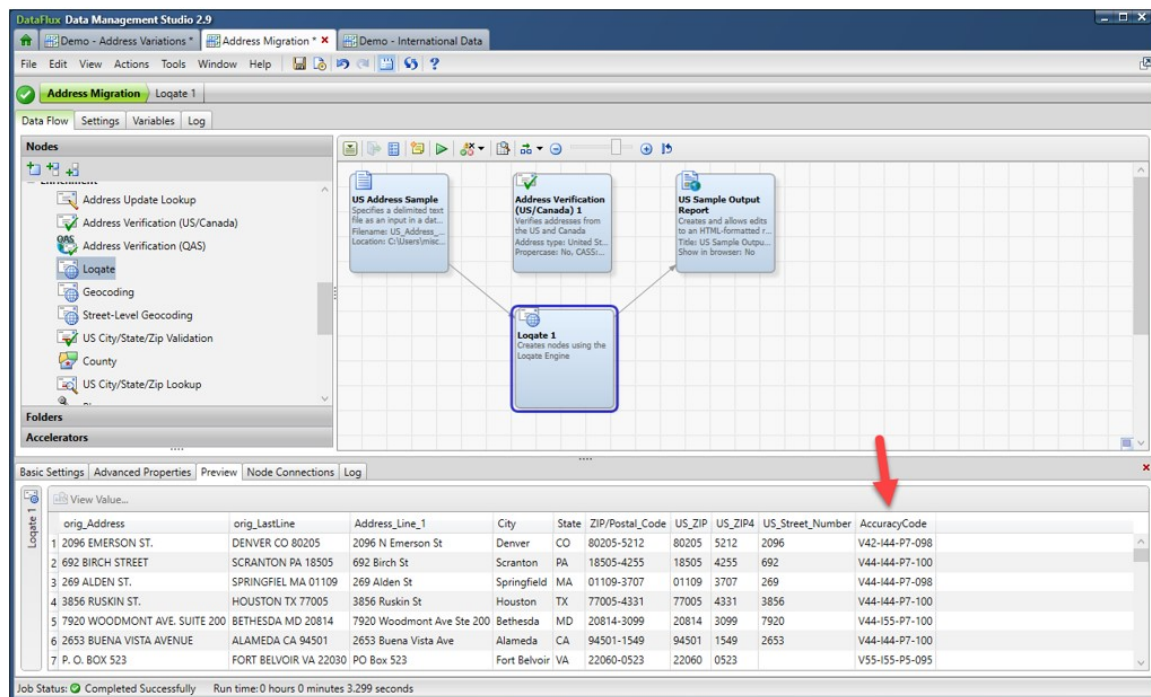 DataFlux Data Management Studio 2.9
Demo - Address Variations * Address Migration * Demo - International Data
File Edit View Actions Tools Window Help
Address Migration Loqate 1
Data Flow Settings Variables Log
Nodes
Enrichment
Address Update Lookup
Address Verification (US/Canada)
QAS Address Verification (QAS)
Loqate
Geocoding
Street-Level Geocoding
US City/State/Zip Validation
County
US City/State/Zip Lookup
Folders
Accelerators
US Address Sample
Specifies a delimited text
file as an input in a dat...
Filename: US_Address_...
Location: C:\Users\misc...
Address Verification
(US/Canada) 1
Verifies addresses from
the US and Canada
Address type: United St...
Propercase: No, CASS:...
US Sample Output
Report
Creates and allows edits
to an HTML-formatted r...
Title: US Sample Outpu...
Show in browser: No
Loqate 1
Creates nodes using the
Loqate Engine
Basic Settings Advanced Properties Preview Node Connections Log
Loqate 1
View Value...
orig_Address orig_LastLine Address_Line_1 City State ZIP/Postal_Code US_ZIP US_ZIP4 US_Street_Number AccuracyCode
1 2096 EMERSON ST. DENVER CO 80205 2096 N Emerson St Denver CO 80205-5212 80205 5212 2096 V42-I44-P7-098
2 692 BIRCH STREET SCRANTON PA 18505 692 Birch St Scranton PA 18505-4255 18505 4255 692 V44-I44-P7-100
3 269 ALDEN ST. SPRINGFIEL MA 01109 269 Alden St Springfield MA 01109-3707 01109 3707 269 V44-I44-P7-098
4 3856 RUSKIN ST. HOUSTON TX 77005 3856 Ruskin St Houston TX 77005-4331 77005 4331 3856 V44-I44-P7-100
5 7920 WOODMONT AVE. SUITE 200 BETHESDA MD 20814 7920 Woodmont Ave Ste 200 Bethesda MD 20814-3099 20814 3099 7920 V44-I55-P7-100
6 2653 BUENA VISTA AVENUE ALAMEDA CA 94501 2653 Buena Vista Ave Alameda CA 94501-1549 94501 1549 2653 V44-I44-P7-100
7 P. O. BOX 523 FORT BELVOIR VA 22030 PO Box 523 Fort Belvoir VA 22060-0523 22060 0523 V55-I55-P5-095
Job Status: Completed Successfully Run time: 0 hours 0 minutes 3.299 seconds